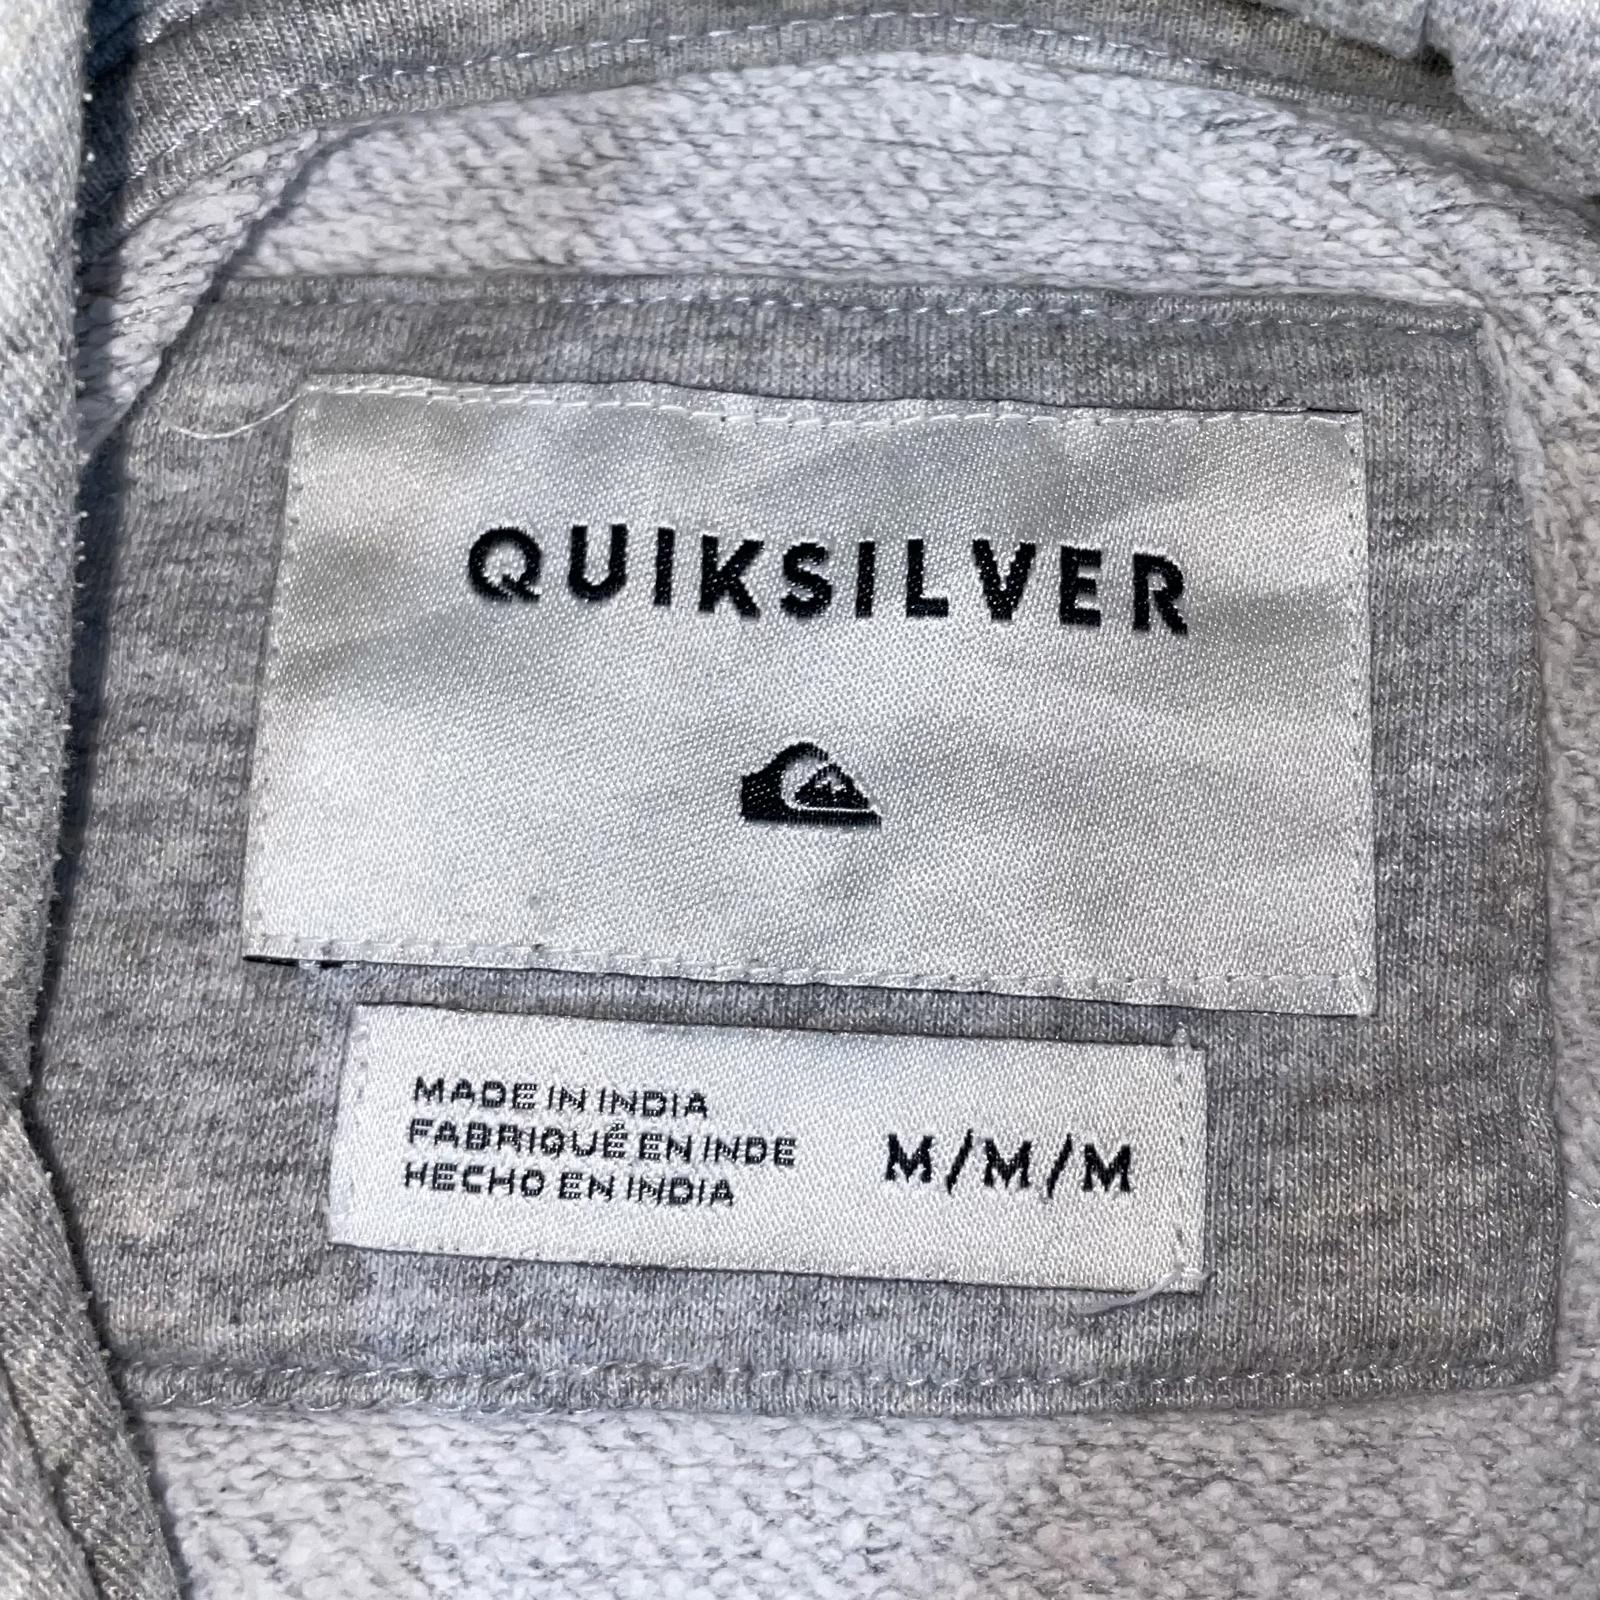 QUIKSILVER
MADE IN INDIA
FABRIQUÉ EN INDE
HECHO EN INDIA
M/M/M